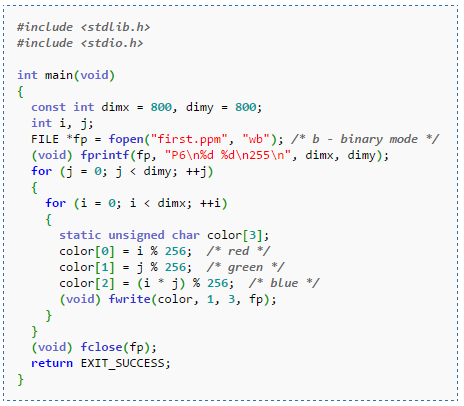 #include <stdlib.h>
#include <stdio.h>

int main(void)
{
  const int dimx = 800, dimy = 800;
  int i, j;
  FILE *fp = fopen("first.ppm", "wb"); /* b - binary mode */
  (void) fprintf(fp, "P6\n%d %d\n255\n", dimx, dimy);
  for (j = 0; j < dimy; ++j)
  {
    for (i = 0; i < dimx; ++i)
    {
      static unsigned char color[3];
      color[0] = i % 256;  /* red */
      color[1] = j % 256;  /* green */
      color[2] = (i * j) % 256;  /* blue */
      (void) fwrite(color, 1, 3, fp);
    }
  }
  (void) fclose(fp);
  return EXIT_SUCCESS;
}